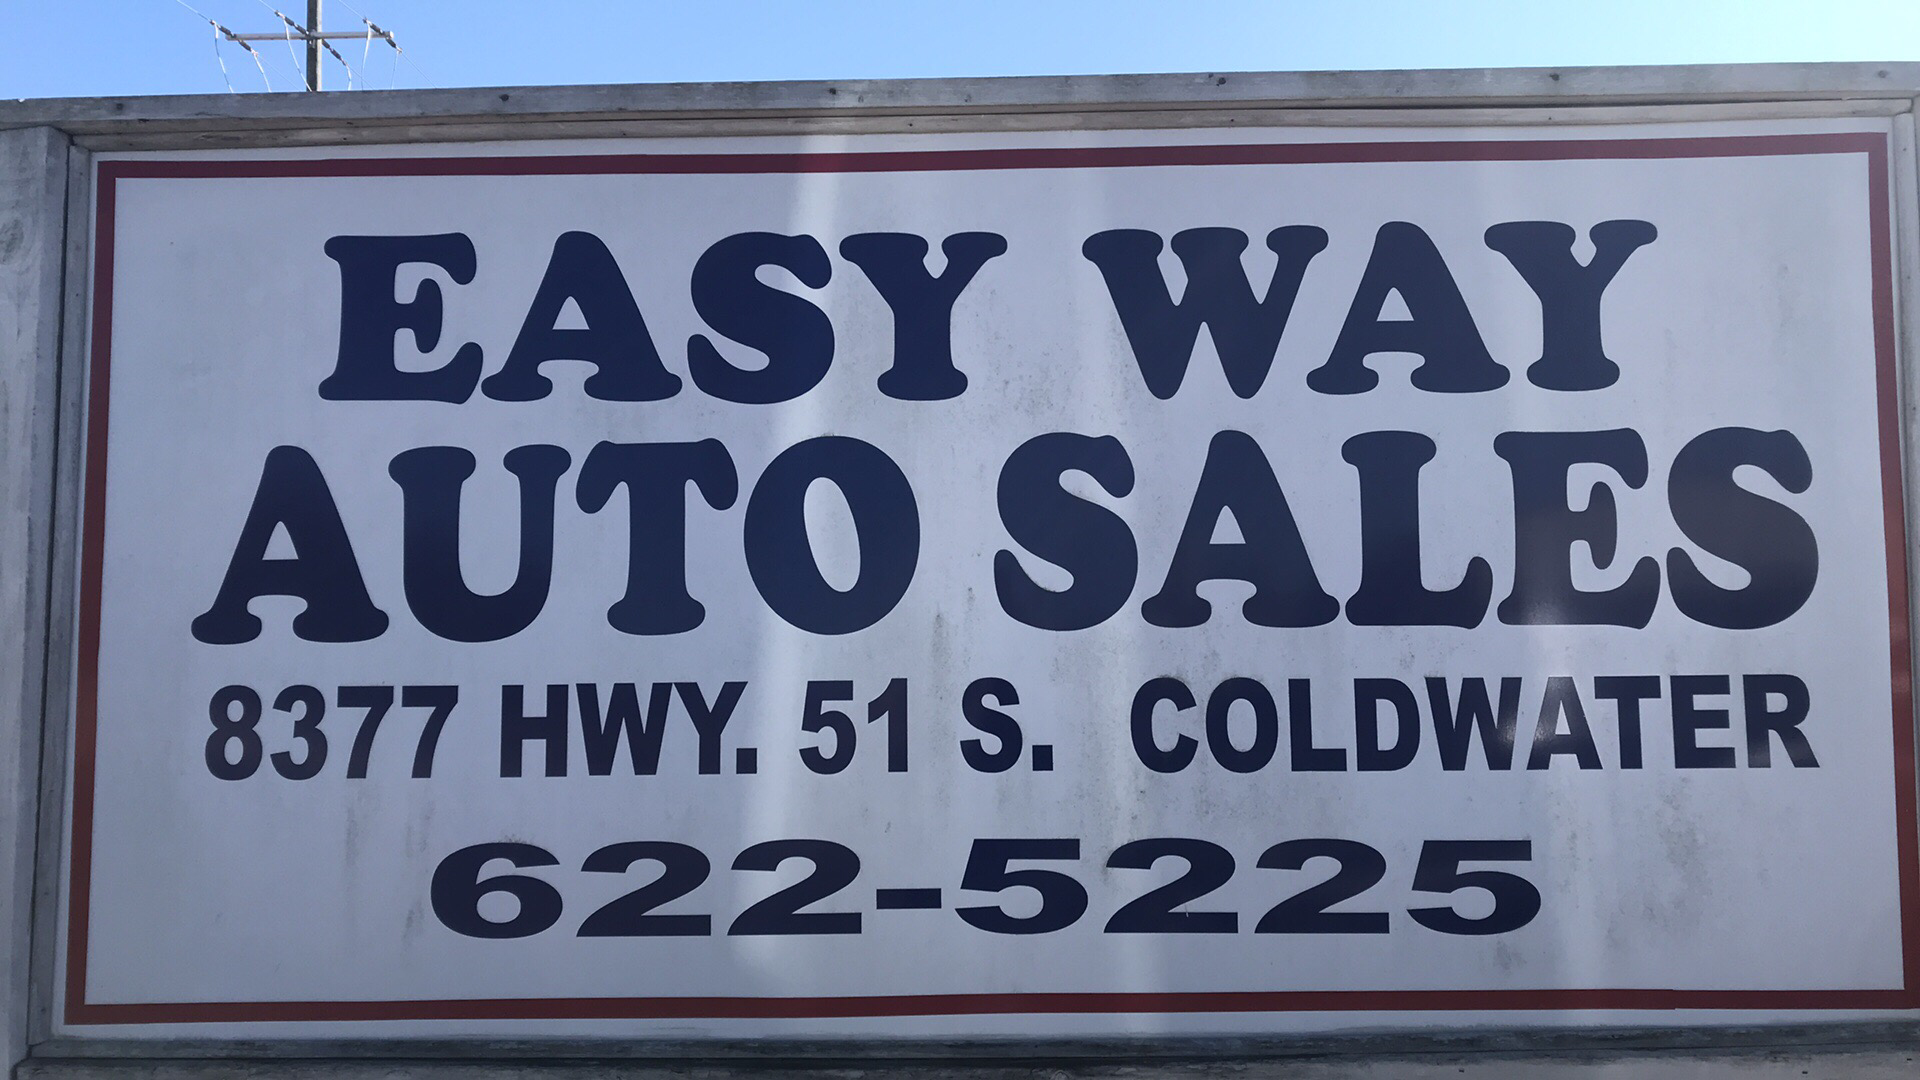 EASY WAY
AUTO SALES
8377 HWY. 51 S. COLDWATER
622-5225